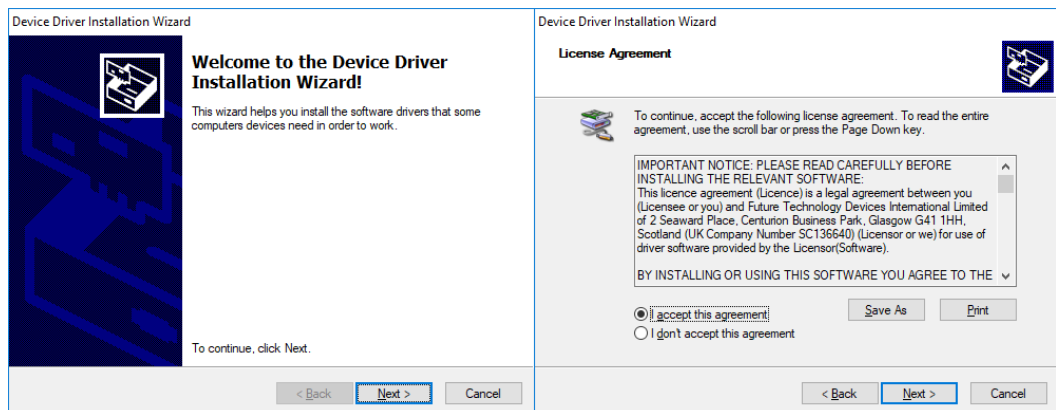 Device Driver Installation Wizard
Welcome to the Device Driver
Installation Wizard!
This wizard helps you install the software drivers that some
computers devices need in order to work.
To continue, click Next.
< Back
Next >
Cancel
Device Driver Installation Wizard
License Agreement
To continue, accept the following license agreement. To read the entire
agreement, use the scroll bar or press the Page Down key.
IMPORTANT NOTICE: PLEASE READ CAREFULLY BEFORE
INSTALLING THE RELEVANT SOFTWARE:
This licence agreement (Licence) is a legal agreement between you
(Licensee or you) and Future Technology Devices International Limited
of 2 Seaward Place, Centurion Business Park, Glasgow G41 1HH,
Scotland (UK Company Number SC136640) (Licensor or we) for use of
driver software provided by the Licensor(Software).
BY INSTALLING OR USING THIS SOFTWARE YOU AGREE TO THE
I accept this agreement
Save As
Print
I don't accept this agreement
< Back
Next >
Cancel